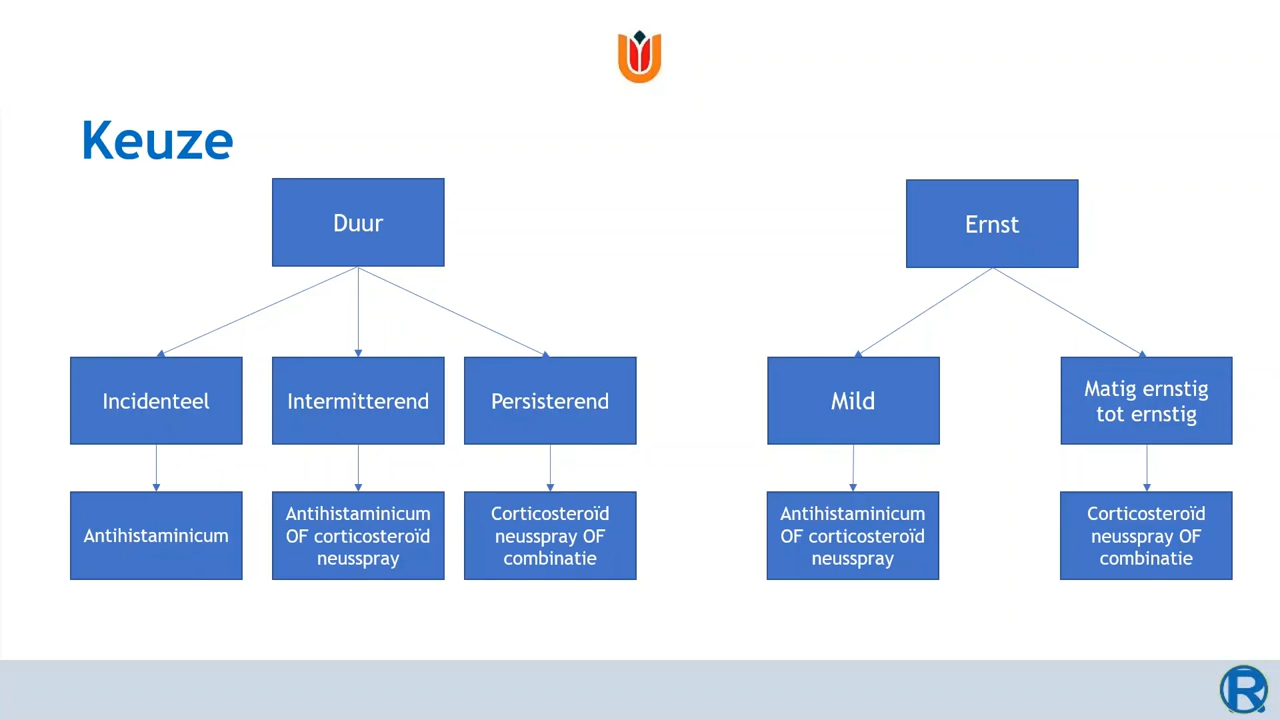 Keuze
Duur
Ernst
Incidenteel
Intermitterend
Persisterend
Mild
Matig ernstig
tot ernstig
Antihistaminicum
Antihistaminicum
OF corticosteroïd
neusspray
Corticosteroïd
neusspray OF
combinatie
Antihistaminicum
OF corticosteroïd
neusspray
Corticosteroïd
neusspray OF
combinatie
R